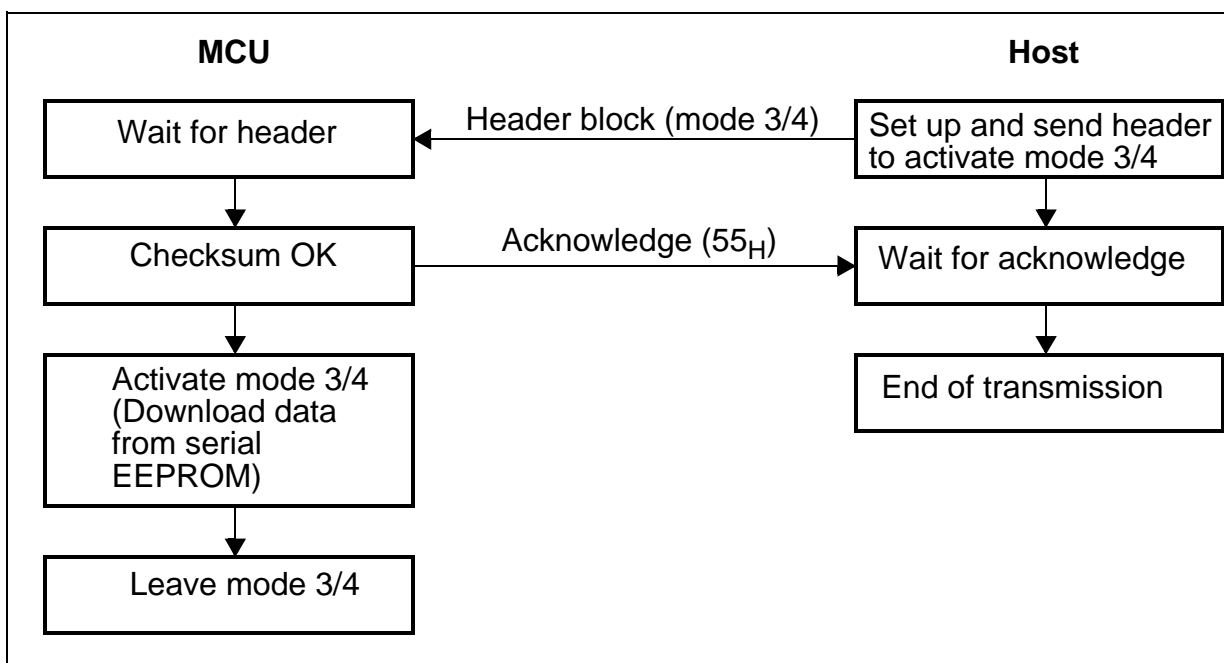 MCU
Host
Wait for header
Header block (mode 3/4)
Set up and send header
to activate mode 3/4
Checksum OK
Acknowledge (55H)
Wait for acknowledge
Activate mode 3/4
(Download data
from serial
EEPROM)
End of transmission
Leave mode 3/4